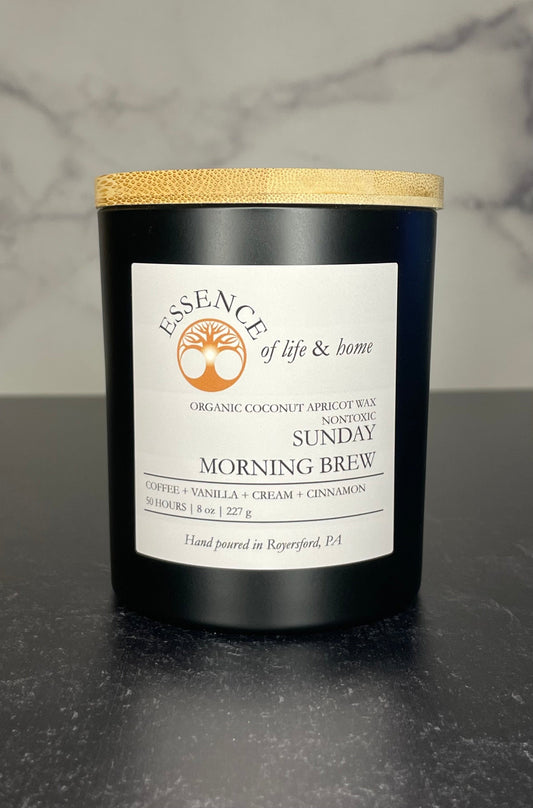 ESSENCE
of life & home
ORGANIC COCONUT APRICOT WAX
NONTOXIC
SUNDAY
MORNING BREW
COFFEE + VANILLA + CREAM + CINNAMON
50 HOURS | 8 oz | 227 g
Hand poured in Royersford, PA